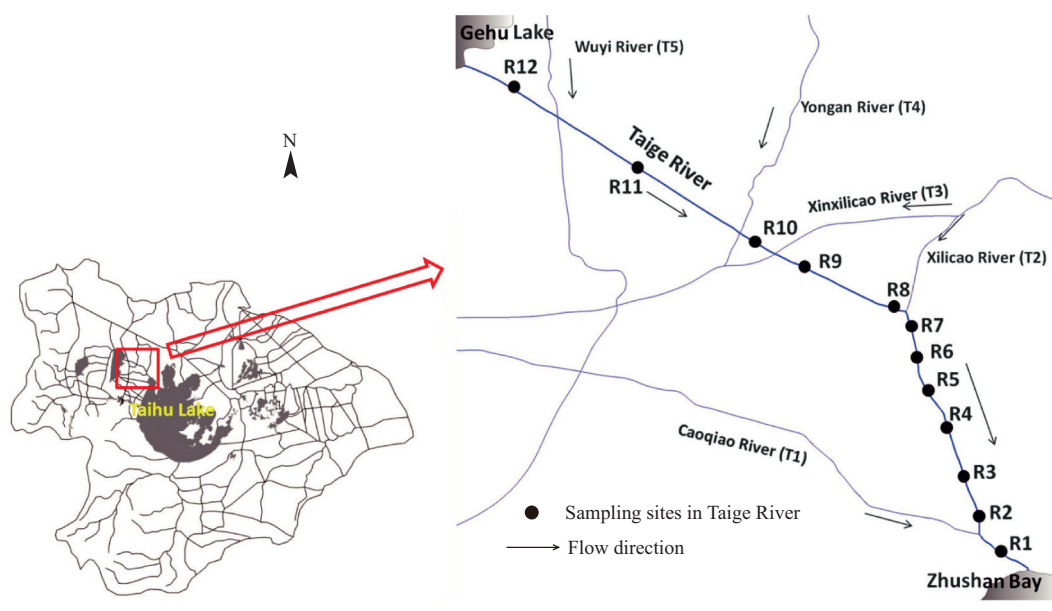 N
Taihu Lake
Gehu Lake
Wuyi River (T5)
R12
Yongan River (T4)
Taige River
R11
Xinxilicao River (T3)
R10
R9
Xilicao River (T2)
R8
R7
R6
R5
R4
Caoqiao River (T1)
R3
Sampling sites in Taige River
R2
Flow direction
R1
Zhushan Bay